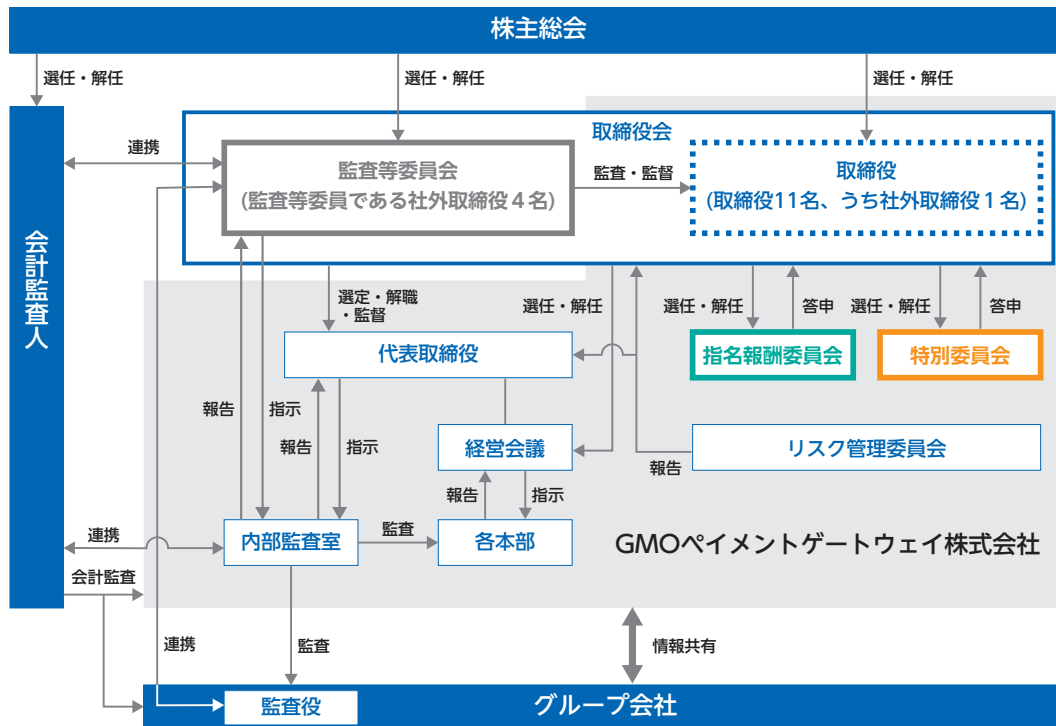 株主総会
選任・解任
選任・解任
選任・解任
会計監査人
取締役会
連携
監査等委員会
(監査等委員である社外取締役４名)
監査・監督
取締役
(取締役11名、うち社外取締役１名)
選定・解職
・監督
選任・解任
選任・解任
答申
選任・解任
答申
代表取締役
指名報酬委員会
特別委員会
報告
指示
報告
指示
経営会議
リスク管理委員会
報告
報告
指示
連携
内部監査室
監査
各本部
GMOペイメントゲートウェイ株式会社
会計監査
連携
監査
情報共有
監査役
グループ会社